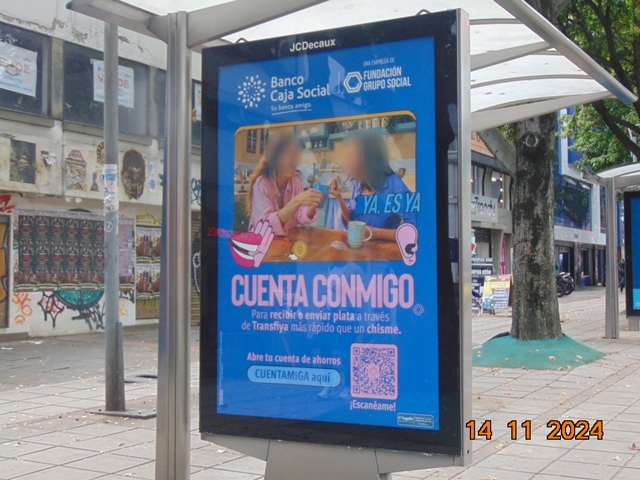 JCDecaux
Banco
Caja Social
Su banco amigo.
UNA EMPRESA DE
FUNDACIÓN
GRUPO SOCIAL
YA, ES YA
CUENTA CONMIGO
Para recibir o enviar plata a través
de Transfiya más rápido que un chisme.
Abre tu cuenta de ahorros
CUENTAMIGA aquí
¡Escanéame!
14 11 2024